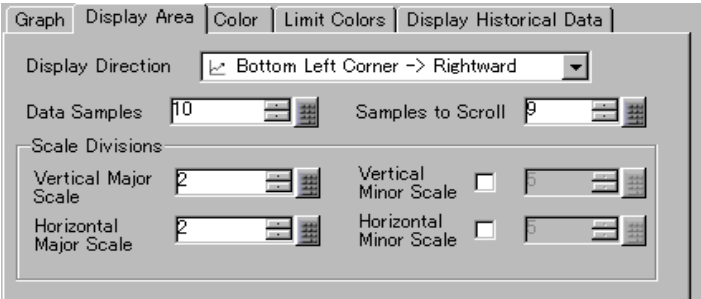 Graph Display Area Color Limit Colors Display Historical Data
Display Direction Bottom Left Corner -> Rightward
Data Samples 10 Samples to Scroll 9
Scale Divisions
Vertical Major Scale 2 Vertical Minor Scale 5
Horizontal Major Scale 2 Horizontal Minor Scale 5